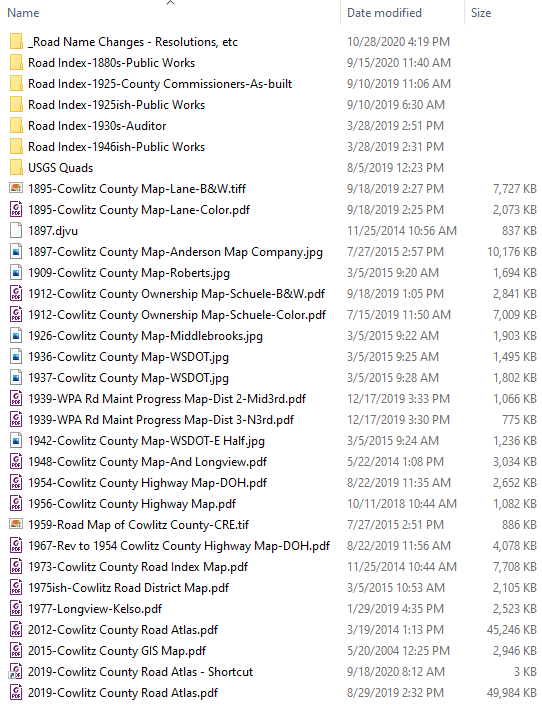 Name Date modified Size
_Road Name Changes - Resolutions, etc 10/28/2020 4:19 PM
Road Index-1880s-Public Works 9/15/2020 11:40 AM
Road Index-1925-County Commissioners-As-built 9/10/2019 11:06 AM
Road Index-1925ish-Public Works 9/10/2019 6:30 AM
Road Index-1930s-Auditor 3/28/2019 2:51 PM
Road Index-1946ish-Public Works 3/28/2019 2:31 PM
USGS Quads 8/5/2019 12:23 PM
1895-Cowlitz County Map-Lane-B&W.tiff 9/18/2019 2:27 PM 7,727 KB
1895-Cowlitz County Map-Lane-Color.pdf 9/18/2019 2:25 PM 2,073 KB
1897.djvu 11/25/2014 10:56 AM 837 KB
1897-Cowlitz County Map-Anderson Map Company.jpg 7/27/2015 2:57 PM 10,176 KB
1909-Cowlitz County Map-Roberts.jpg 3/5/2015 9:20 AM 1,694 KB
1912-Cowlitz County Ownership Map-Schuele-B&W.pdf 9/18/2019 1:05 PM 2,841 KB
1912-Cowlitz County Ownership Map-Schuele-Color.pdf 7/15/2019 11:50 AM 7,009 KB
1926-Cowlitz County Map-Middlebrooks.jpg 3/5/2015 9:22 AM 1,903 KB
1936-Cowlitz County Map-WSDOT.jpg 3/5/2015 9:25 AM 1,495 KB
1937-Cowlitz County Map-WSDOT.jpg 3/5/2015 9:28 AM 1,802 KB
1939-WPA Rd Maint Progress Map-Dist 2-Mid3rd.pdf 12/17/2019 3:33 PM 1,066 KB
1939-WPA Rd Maint Progress Map-Dist 3-N3rd.pdf 12/17/2019 3:30 PM 775 KB
1942-Cowlitz County Map-WSDOT-E Half.jpg 3/5/2015 9:24 AM 1,236 KB
1948-Cowlitz County Map-And Longview.pdf 5/22/2014 1:08 PM 3,034 KB
1954-Cowlitz County Highway Map-DOH.pdf 8/22/2019 11:35 AM 2,652 KB
1956-Cowlitz County Highway Map.pdf 10/11/2018 10:44 AM 1,082 KB
1959-Road Map of Cowlitz County-CRE.tif 7/27/2015 2:51 PM 886 KB
1967-Rev to 1954 Cowlitz County Highway Map-DOH.pdf 8/22/2019 11:56 AM 4,078 KB
1973-Cowlitz County Road Index Map.pdf 11/25/2014 10:44 AM 7,708 KB
1975ish-Cowlitz Road District Map.pdf 3/5/2015 10:53 AM 2,105 KB
1977-Longview-Kelso.pdf 1/29/2019 4:35 PM 2,523 KB
2012-Cowlitz County Road Atlas.pdf 3/19/2014 1:13 PM 45,246 KB
2015-Cowlitz County GIS Map.pdf 5/20/2004 12:25 PM 2,946 KB
2019-Cowlitz County Road Atlas - Shortcut 9/18/2020 8:12 AM 3 KB
2019-Cowlitz County Road Atlas.pdf 8/29/2019 2:32 PM 49,984 KB